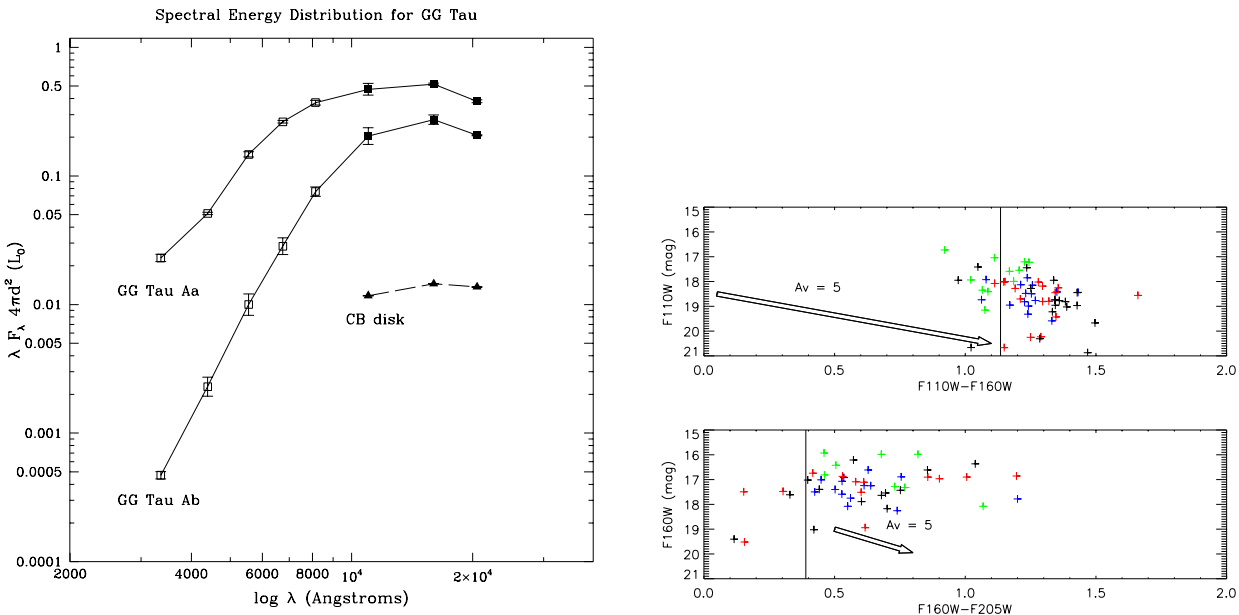 Spectral Energy Distribution for GG Tau
1
0.5
0.1
0.05
0.01
0.005
0.001
0.0005
0.0001
λ Fλ 4πd² (L₀)
GG Tau Aa
GG Tau Ab
CB disk
2000 4000 6000 8000 10⁴ 2×10⁴
log λ (Angstroms)
15
16
17
18
19
20
21
F110W (mag)
Av = 5
0.0 0.5 1.0 1.5 2.0
F110W−F160W
15
16
17
18
19
20
21
F160W (mag)
Av = 5
0.0 0.5 1.0 1.5 2.0
F160W−F205W